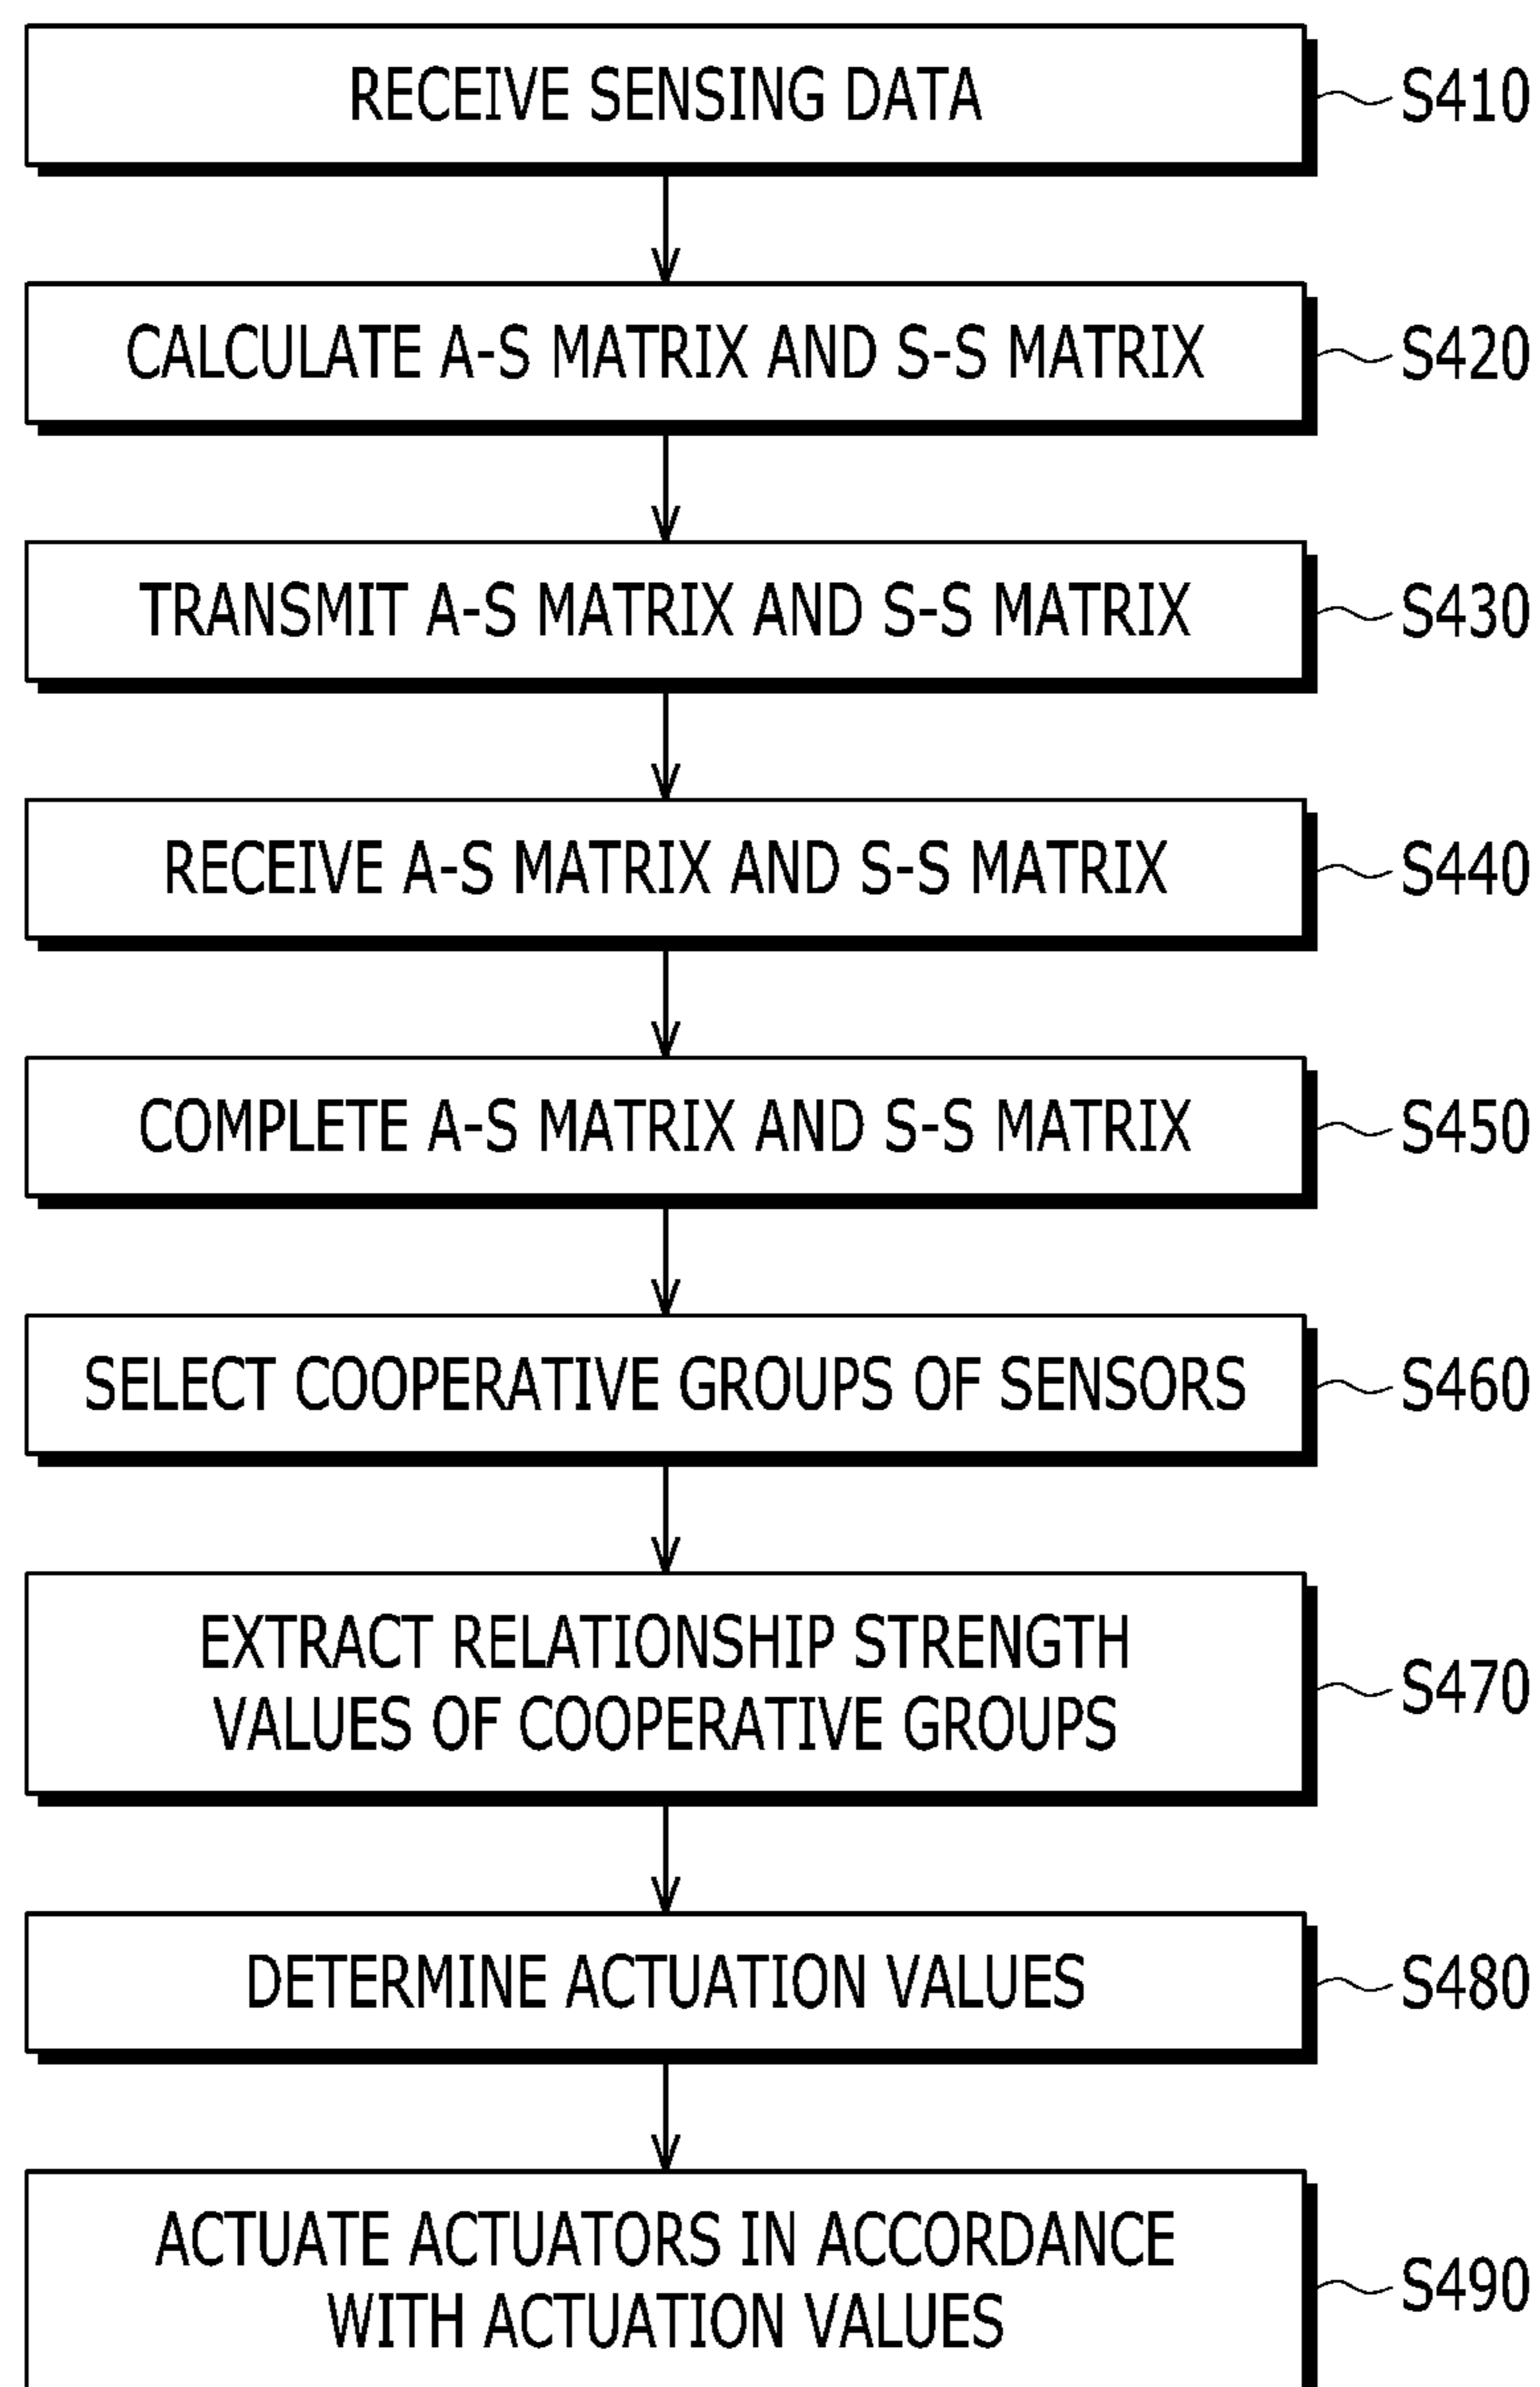 RECEIVE SENSING DATA
S410
CALCULATE A-S MATRIX AND S-S MATRIX
S420
TRANSMIT A-S MATRIX AND S-S MATRIX
S430
RECEIVE A-S MATRIX AND S-S MATRIX
S440
COMPLETE A-S MATRIX AND S-S MATRIX
S450
SELECT COOPERATIVE GROUPS OF SENSORS
S460
EXTRACT RELATIONSHIP STRENGTH
VALUES OF COOPERATIVE GROUPS
S470
DETERMINE ACTUATION VALUES
S480
ACTUATE ACTUATORS IN ACCORDANCE
WITH ACTUATION VALUES
S490